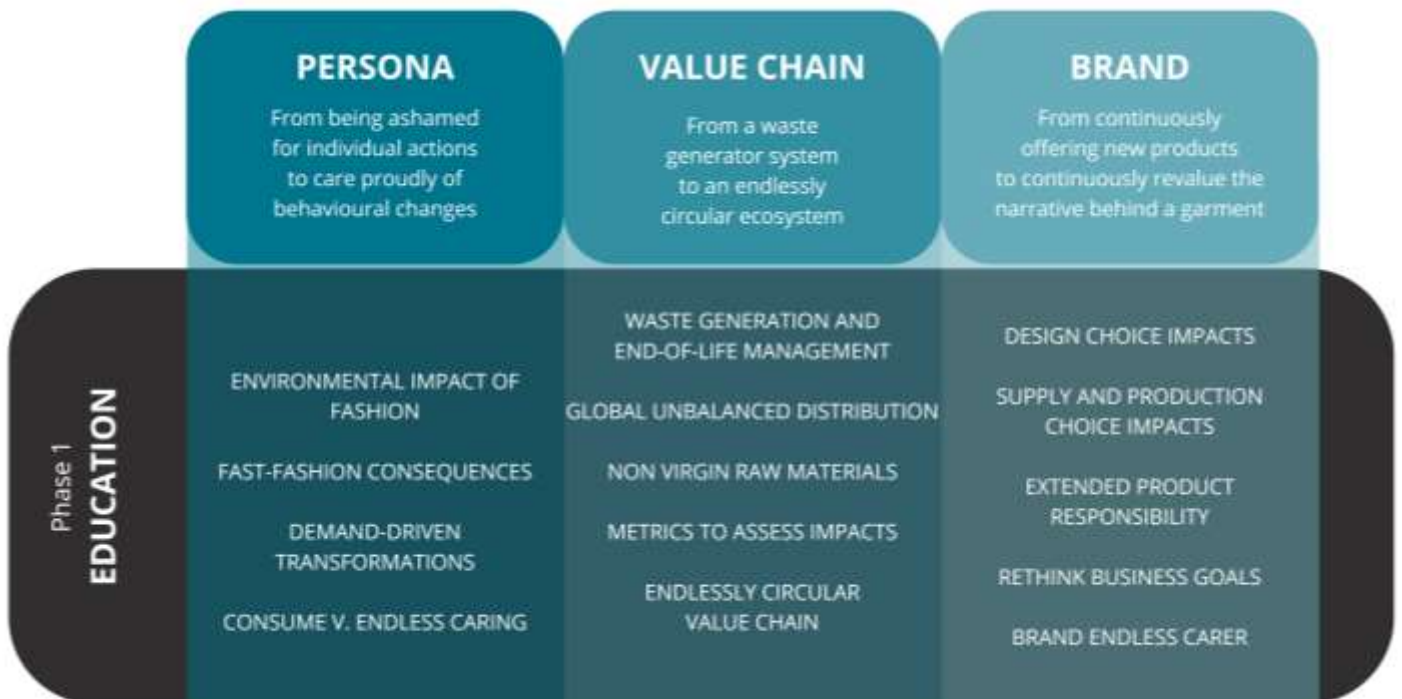 PERSONA
From being ashamed
for individual actions
to care proudly of
behavioural changes
VALUE CHAIN
From a waste
generator system
to an endlessly
circular ecosystem
BRAND
From continuously
offering new products
to continuously revalue the
narrative behind a garment
Phase 1
EDUCATION
ENVIRONMENTAL IMPACT OF
FASHION
FAST-FASHION CONSEQUENCES
DEMAND-DRIVEN
TRANSFORMATIONS
CONSUME V. ENDLESS CARING
WASTE GENERATION AND
END-OF-LIFE MANAGEMENT
GLOBAL UNBALANCED DISTRIBUTION
NON VIRGIN RAW MATERIALS
METRICS TO ASSESS IMPACTS
ENDLESSLY CIRCULAR
VALUE CHAIN
DESIGN CHOICE IMPACTS
SUPPLY AND PRODUCTION
CHOICE IMPACTS
EXTENDED PRODUCT
RESPONSIBILITY
RETHINK BUSINESS GOALS
BRAND ENDLESS CARER